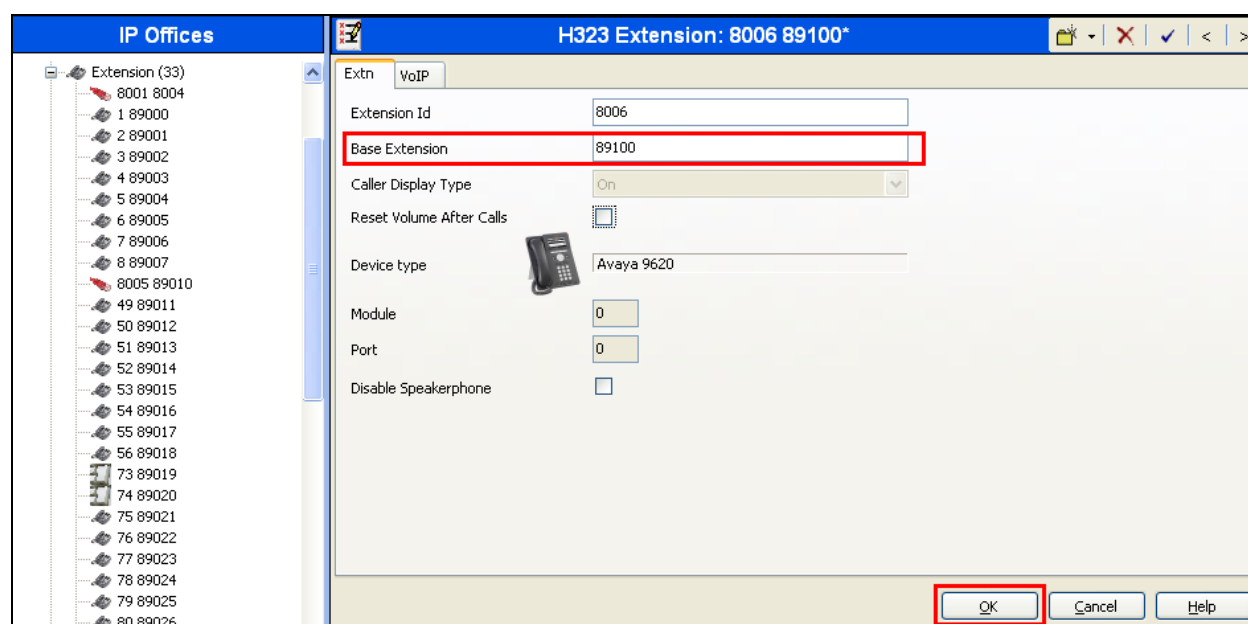 IP Offices
H323 Extension: 8006 89100*
< | >
Extension (33)
8001 8004
1 89000
2 89001
3 89002
4 89003
5 89004
6 89005
7 89006
8 89007
8005 89010
49 89011
50 89012
51 89013
52 89014
53 89015
54 89016
55 89017
56 89018
73 89019
74 89020
75 89021
76 89022
77 89023
78 89024
79 89025
80 89026
Extn VoIP
Extension Id 8006
Base Extension 89100
Caller Display Type On
Reset Volume After Calls
Device type Avaya 9620
Module 0
Port 0
Disable Speakerphone
OK Cancel Help